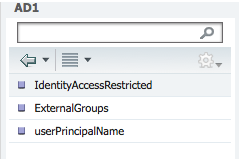 AD1
IdentityAccessRestricted
ExternalGroups
userPrincipalName